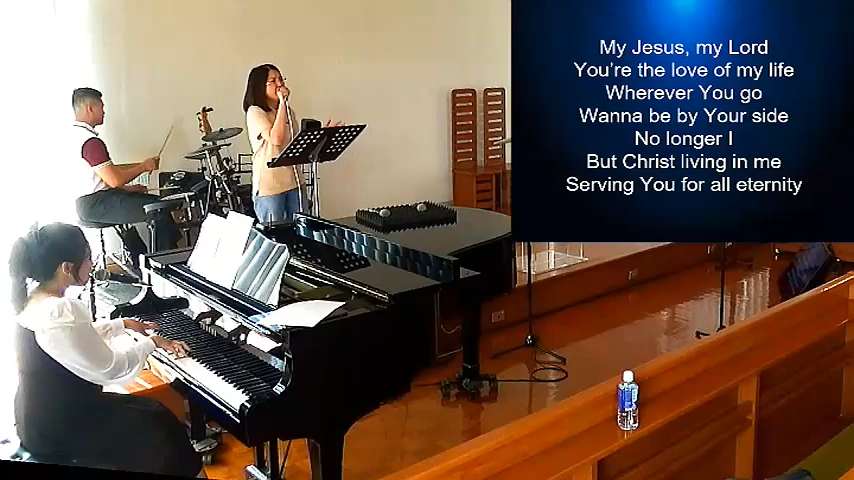 My Jesus, my Lord
You're the love of my life
Wherever You go
Wanna be by Your side
No longer I
But Christ living in me
Serving You for all eternity